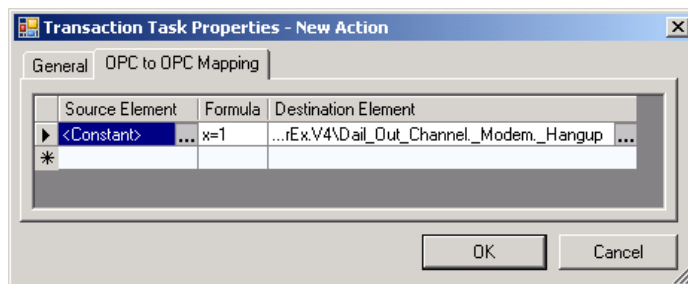 Transaction Task Properties - New Action
General OPC to OPC Mapping
Source Element Formula Destination Element
<Constant> ... x=1 ...rEx.V4\Dail_Out_Channel._Modem._Hangup ...
OK Cancel